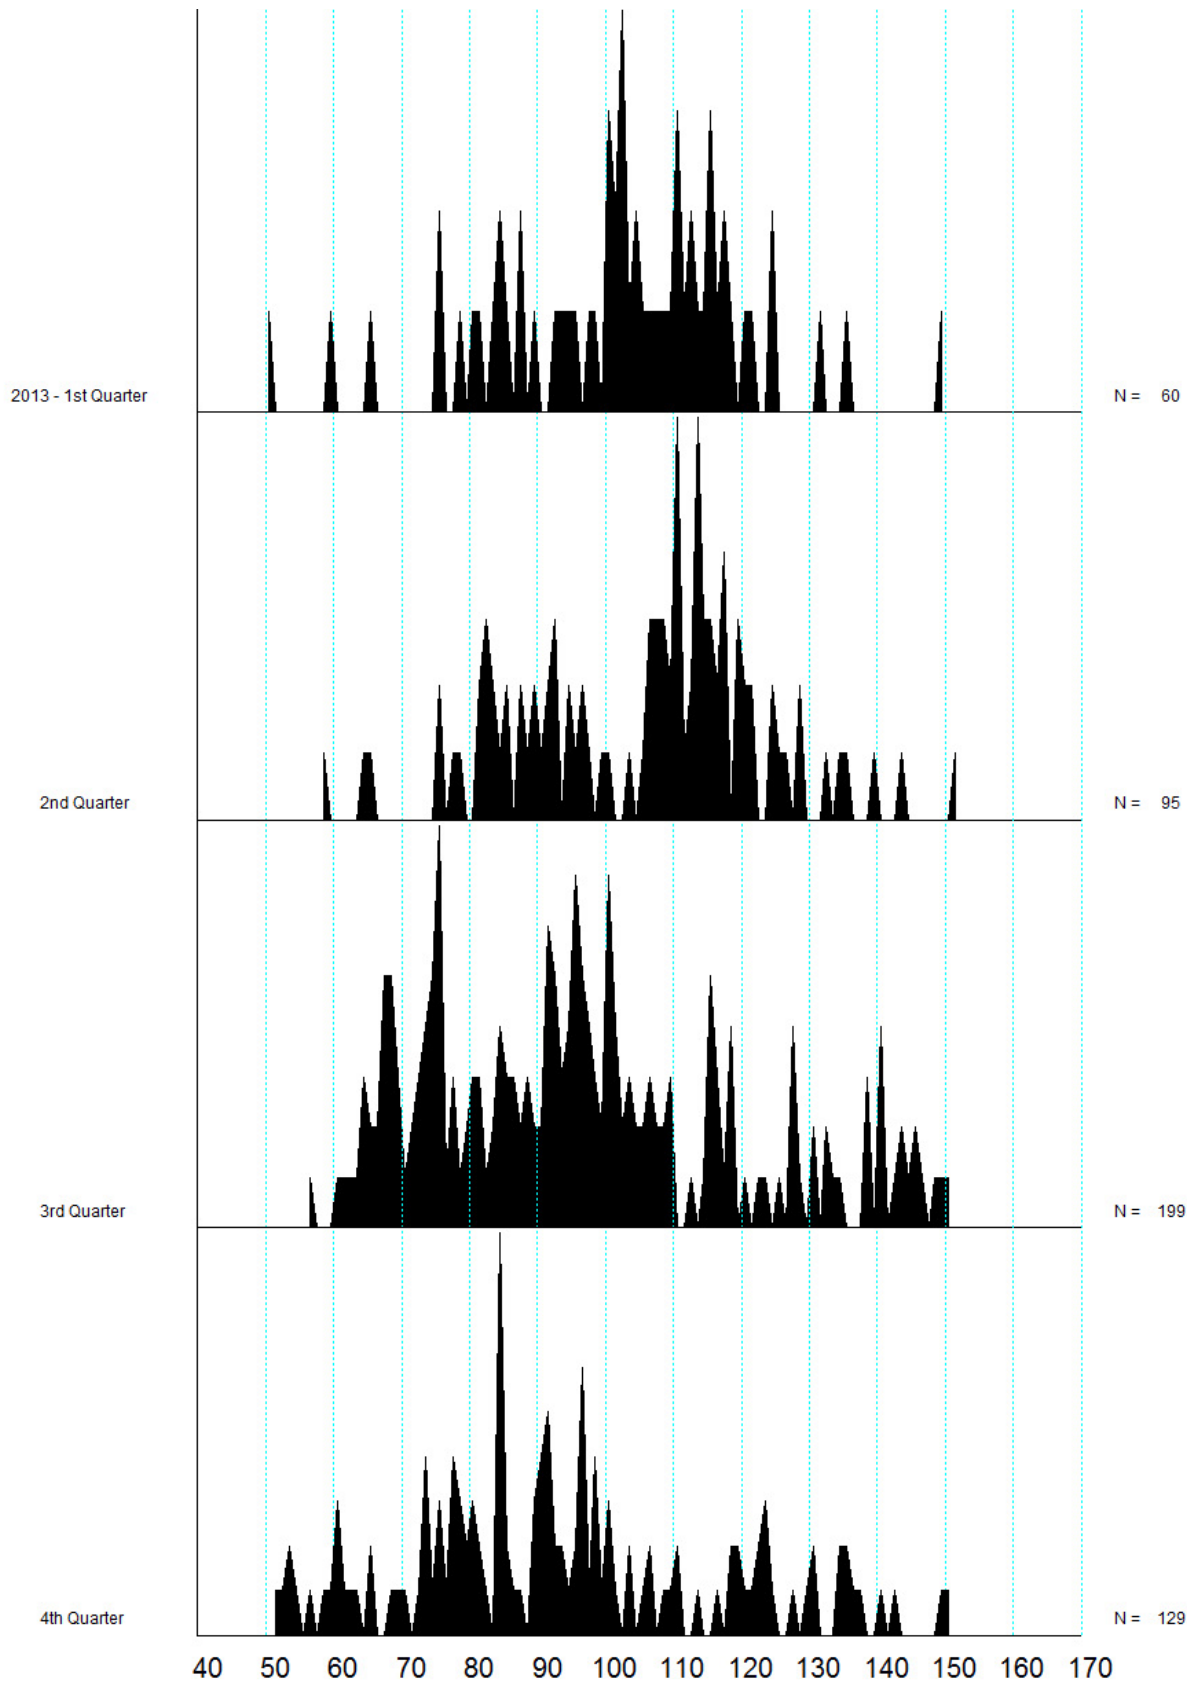 2013 - 1st Quarter N = 60
2nd Quarter N = 95
3rd Quarter N = 199
4th Quarter N = 129
40 50 60 70 80 90 100 110 120 130 140 150 160 170